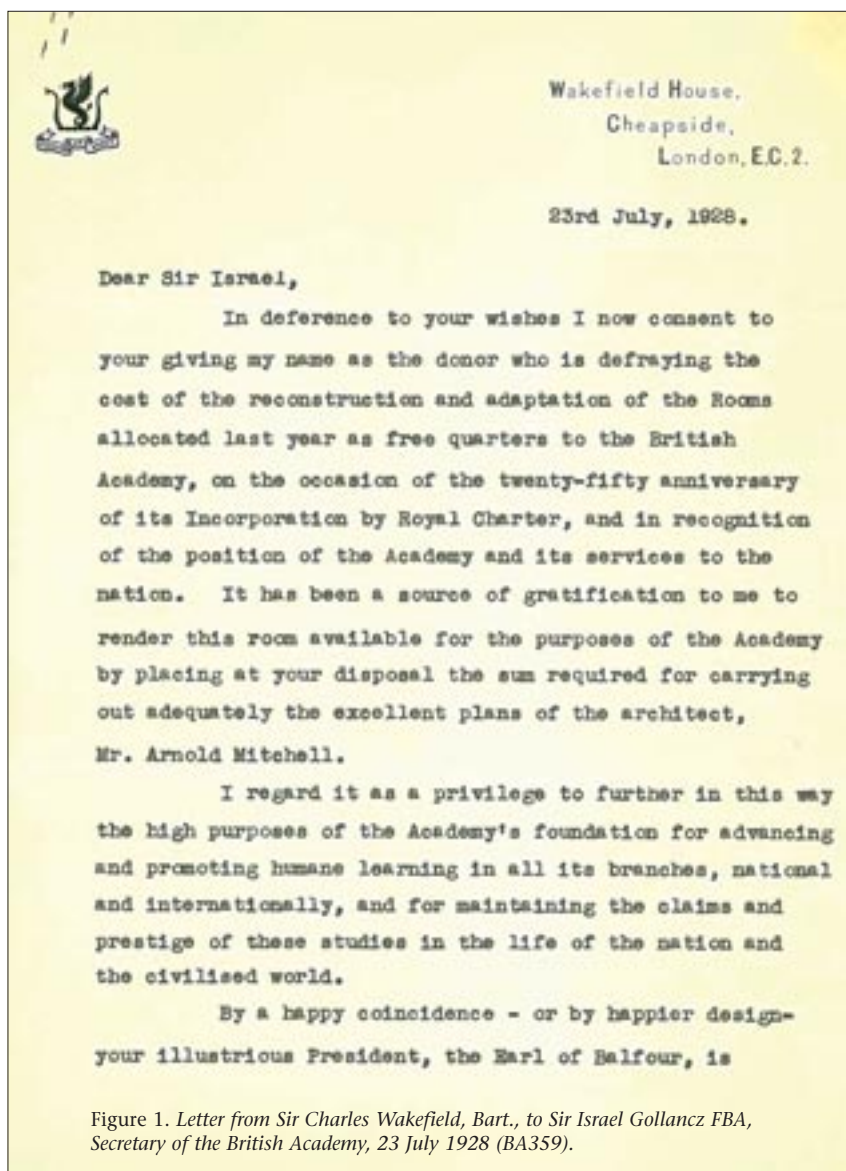 Wakefield House,
Cheapside,
London, E.C.2.
23rd July, 1928.
Dear Sir Israel,
In deference to your wishes I now consent to
your giving my name as the donor who is defraying the
cost of the reconstruction and adaptation of the Rooms
allocated last year as free quarters to the British
Academy, on the occasion of the twenty-fifty anniversary
of its Incorporation by Royal Charter, and in recognition
of the position of the Academy and its services to the
nation. It has been a source of gratification to me to
render this room available for the purposes of the Academy
by placing at your disposal the sum required for carrying
out adequately the excellent plans of the architect,
Mr. Arnold Mitchell.
I regard it as a privilege to further in this way
the high purposes of the Academy's foundation for advancing
and promoting humane learning in all its branches, national
and internationally, and for maintaining the claims and
prestige of these studies in the life of the nation and
the civilised world.
By a happy coincidence - or by happier design-
your illustrious President, the Earl of Balfour, is
Figure 1. Letter from Sir Charles Wakefield, Bart., to Sir Israel Gollancz FBA,
Secretary of the British Academy, 23 July 1928 (BA359).